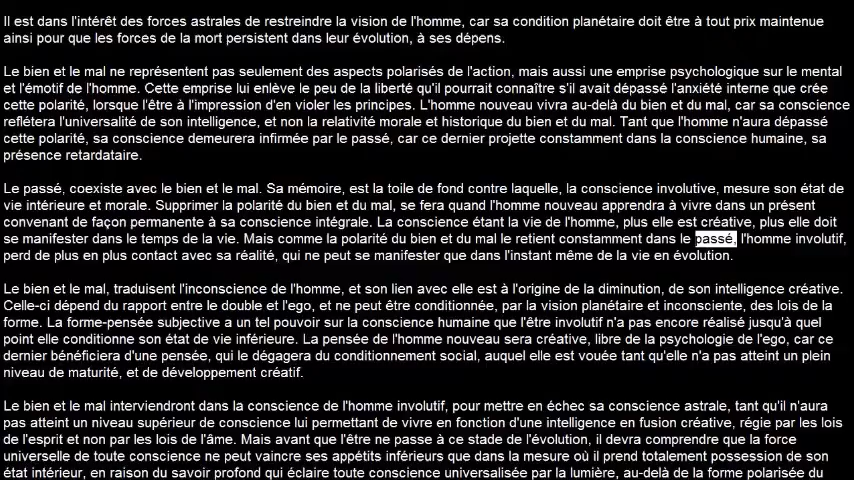 Il est dans l'intérêt des forces astrales de restreindre la vision de l'homme, car sa condition planétaire doit être à tout prix maintenue
ainsi pour que les forces de la mort persistent dans leur évolution, à ses dépens.
Le bien et le mal ne représentent pas seulement des aspects polarisés de l'action, mais aussi une emprise psychologique sur le mental
et l'émotif de l'homme. Cette emprise lui enlève le peu de la liberté qu'il pourrait connaître s'il avait dépassé l'anxiété interne que crée
cette polarité, lorsque l'être à l'impression d'en violer les principes. L'homme nouveau vivra au-delà du bien et du mal, car sa conscience
reflétera l'universalité de son intelligence, et non la relativité morale et historique du bien et du mal. Tant que l'homme n'aura dépassé
cette polarité, sa conscience demeurera infirmée par le passé, car ce dernier projette constamment dans la conscience humaine, sa
présence retardataire.
Le passé, coexiste avec le bien et le mal. Sa mémoire, est la toile de fond contre laquelle, la conscience involutive, mesure son état de
vie intérieure et morale. Supprimer la polarité du bien et du mal, se fera quand l'homme nouveau apprendra à vivre dans un présent
convenant de façon permanente à sa conscience intégrale. La conscience étant la vie de l'homme, plus elle est créative, plus elle doit
se manifester dans le temps de la vie. Mais comme la polarité du bien et du mal le retient constamment dans le passé, l'homme involutif,
perd de plus en plus contact avec sa réalité, qui ne peut se manifester que dans l'instant même de la vie en évolution.
Le bien et le mal, traduisent l'inconscience de l'homme, et son lien avec elle est à l'origine de la diminution, de son intelligence créative.
Celle-ci dépend du rapport entre le double et l'ego, et ne peut être conditionnée, par la vision planétaire et inconsciente, des lois de la
forme. La forme-pensée subjective a un tel pouvoir sur la conscience humaine que l'être involutif n'a pas encore réalisé jusqu'à quel
point elle conditionne son état de vie inférieure. La pensée de l'homme nouveau sera créative, libre de la psychologie de l'ego, car ce
dernier bénéficiera d'une pensée, qui le dégagera du conditionnement social, auquel elle est vouée tant qu'elle n'a pas atteint un plein
niveau de maturité, et de développement créatif.
Le bien et le mal interviendront dans la conscience de l'homme involutif, pour mettre en échec sa conscience astrale, tant qu'il n'aura
pas atteint un niveau supérieur de conscience lui permettant de vivre en fonction d'une intelligence en fusion créative, régie par les lois
de l'esprit et non par les lois de l'âme. Mais avant que l'être ne passe à ce stade de l'évolution, il devra comprendre que la force
universelle de toute conscience ne peut vaincre ses appétits inférieurs que dans la mesure où il prend totalement possession de son
état intérieur, en raison du savoir profond qui éclaire toute conscience universalisée par la lumière, au-delà de la forme polarisée du